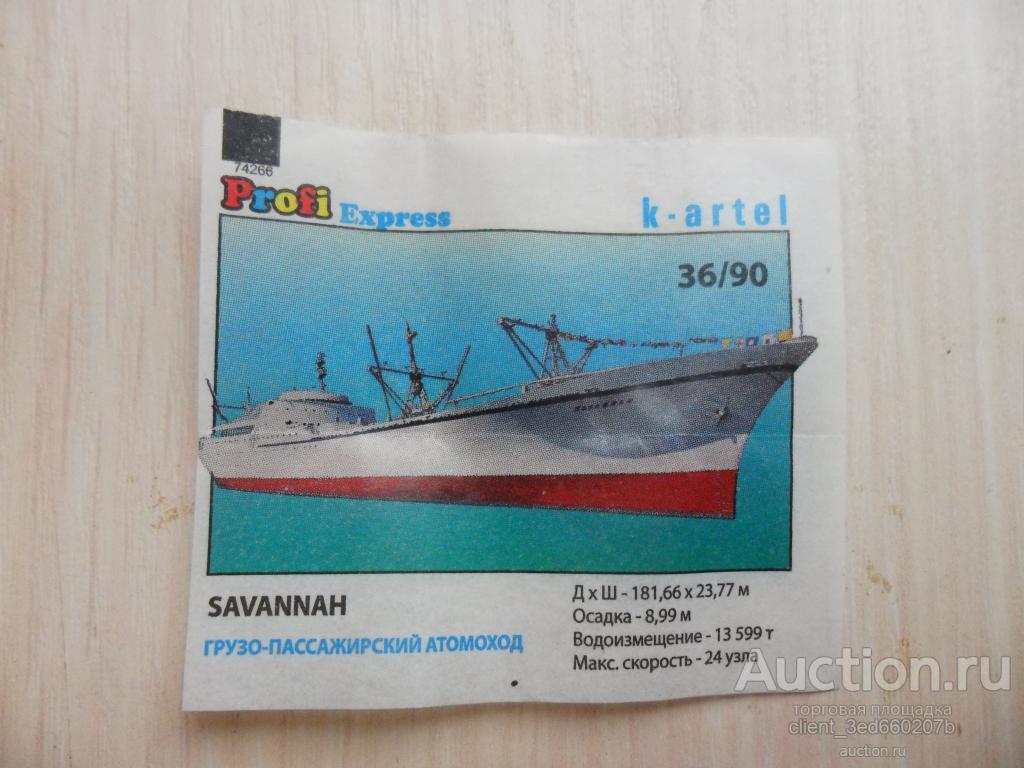 74266
Profi Express
k-artel
36/90
SAVANNAH
ГРУЗО-ПАССАЖИРСКИЙ АТОМОХОД
Д х Ш - 181,66 х 23,77 м
Осадка - 8,99 м
Водоизмещение - 13 599 т
Макс. скорость - 24 узла
Auction.ru
торговая площадка
client_3ed660207b
auction.ru